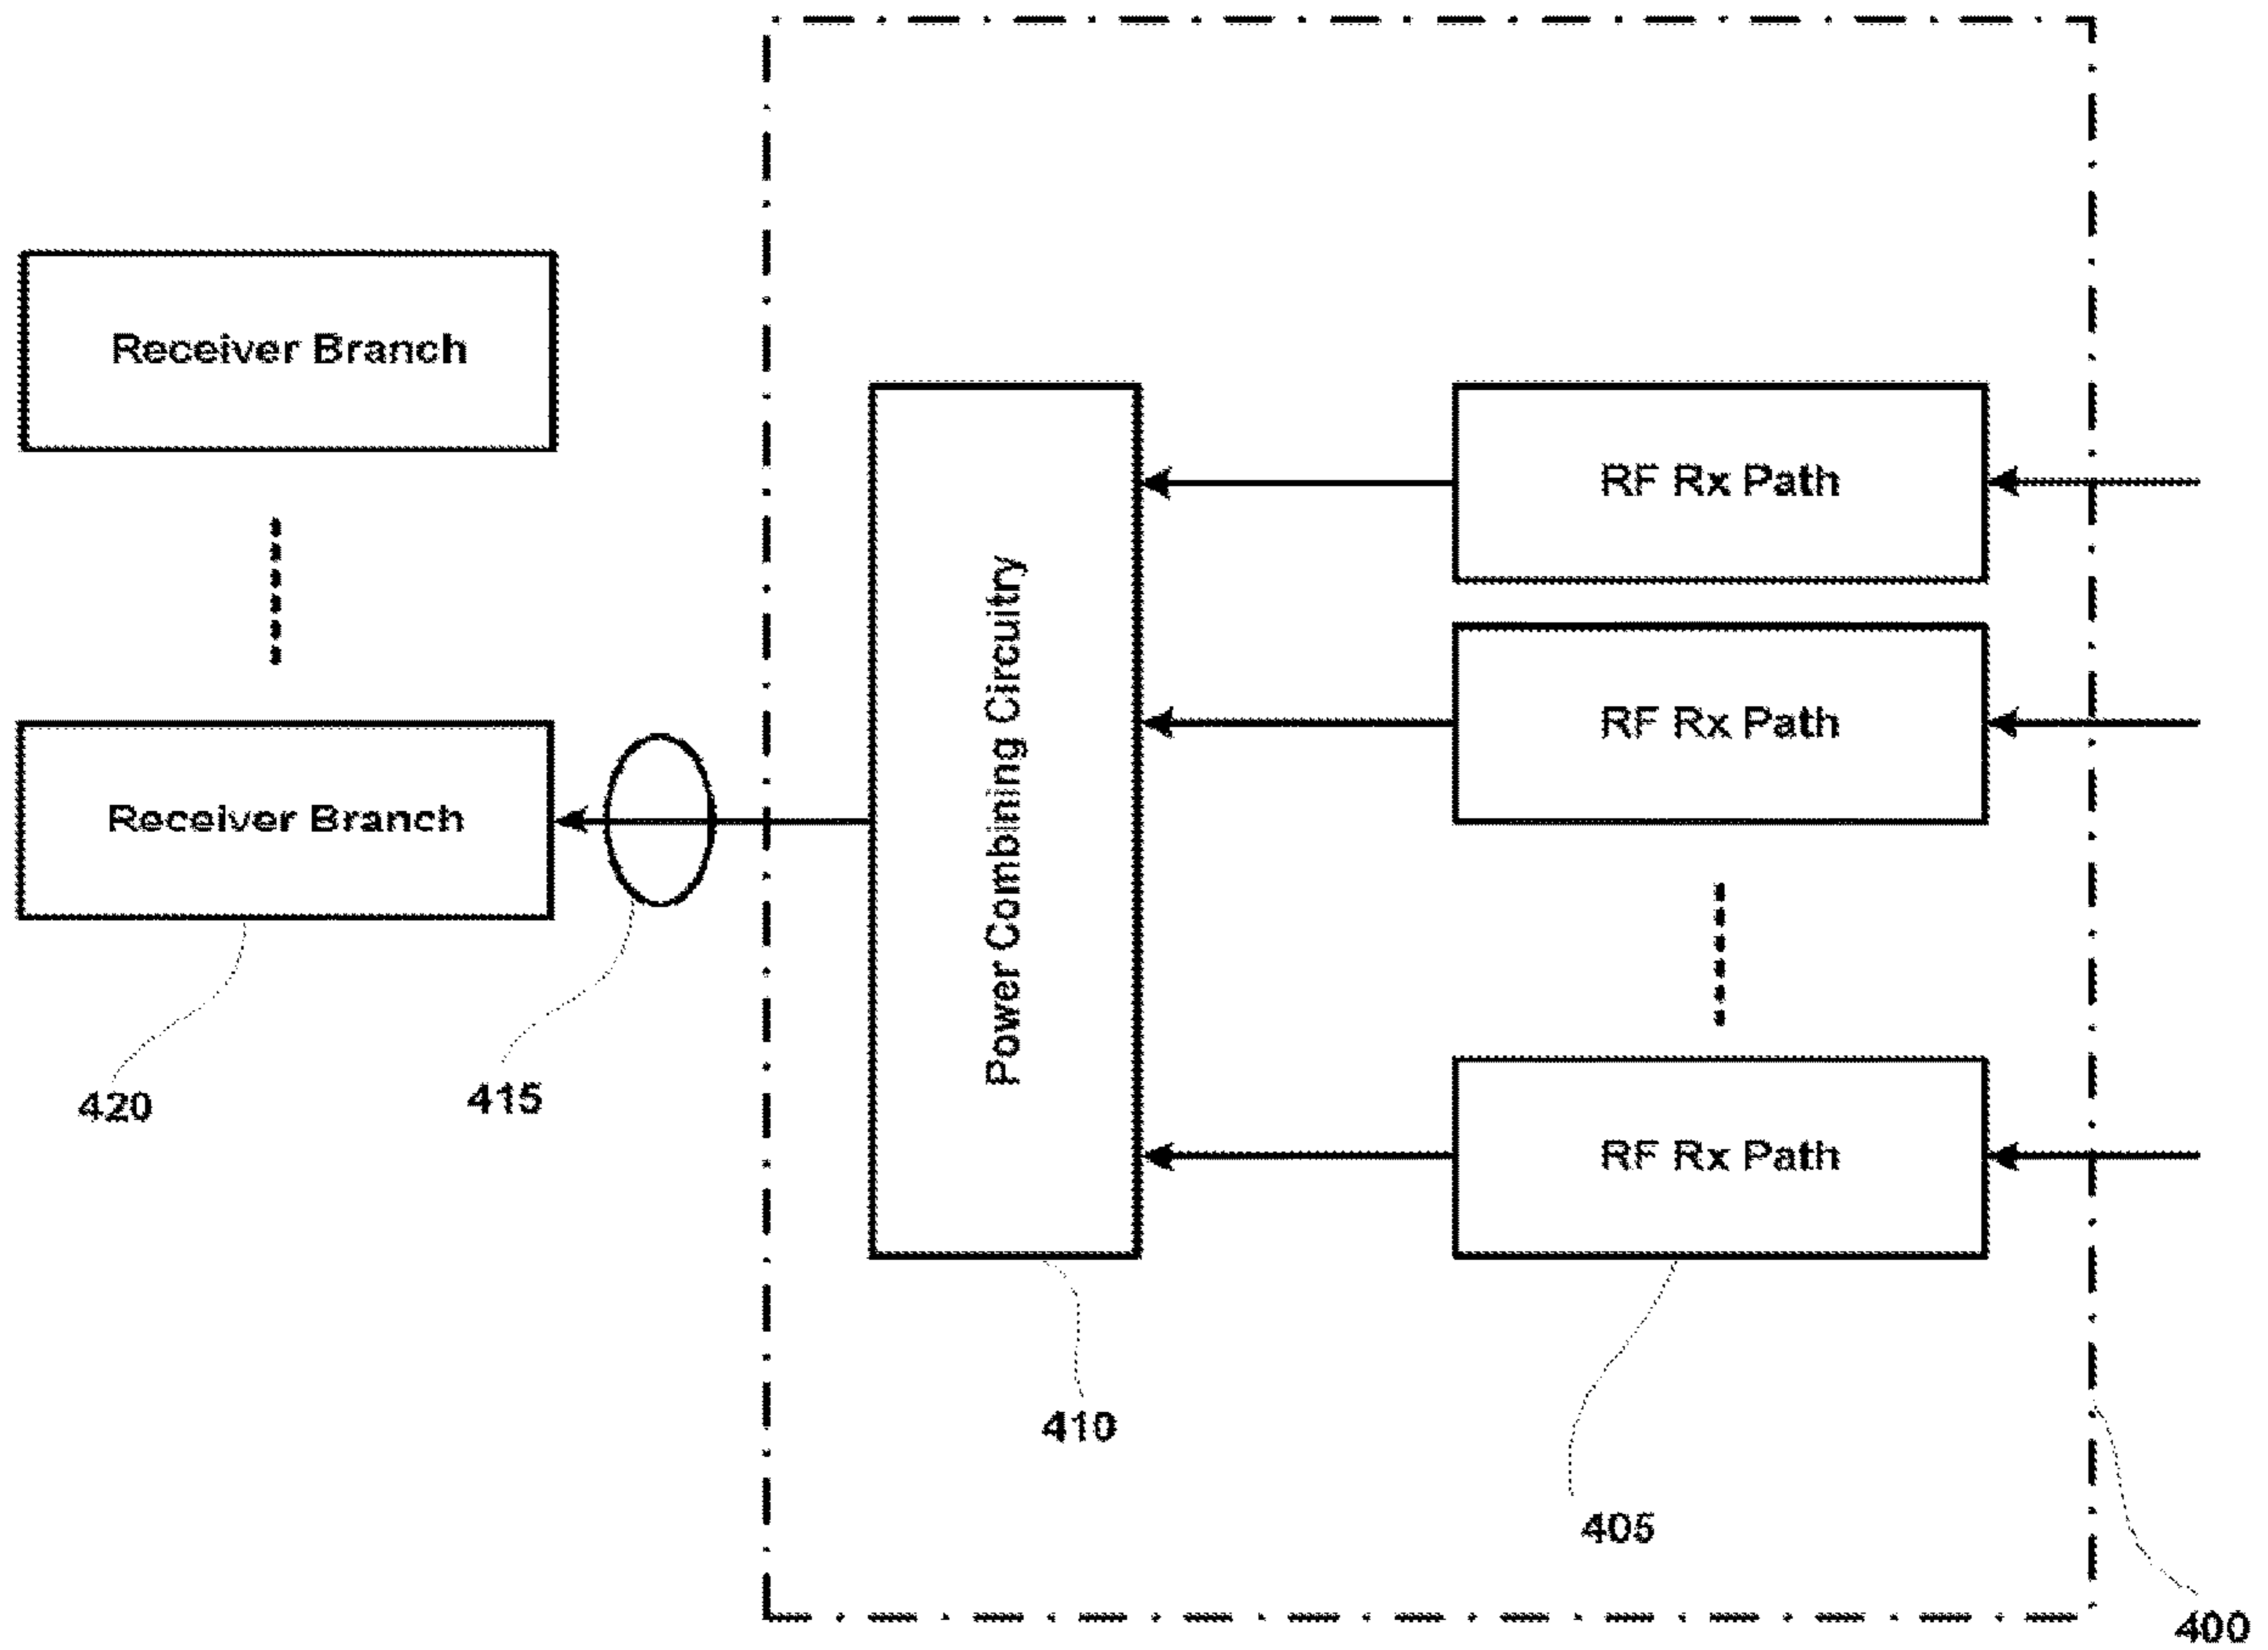 Receiver Branch
RF Rx Path
RF Rx Path
Receiver Branch
Power Combining Circuitry
RF Rx Path
420
415
410
405
400